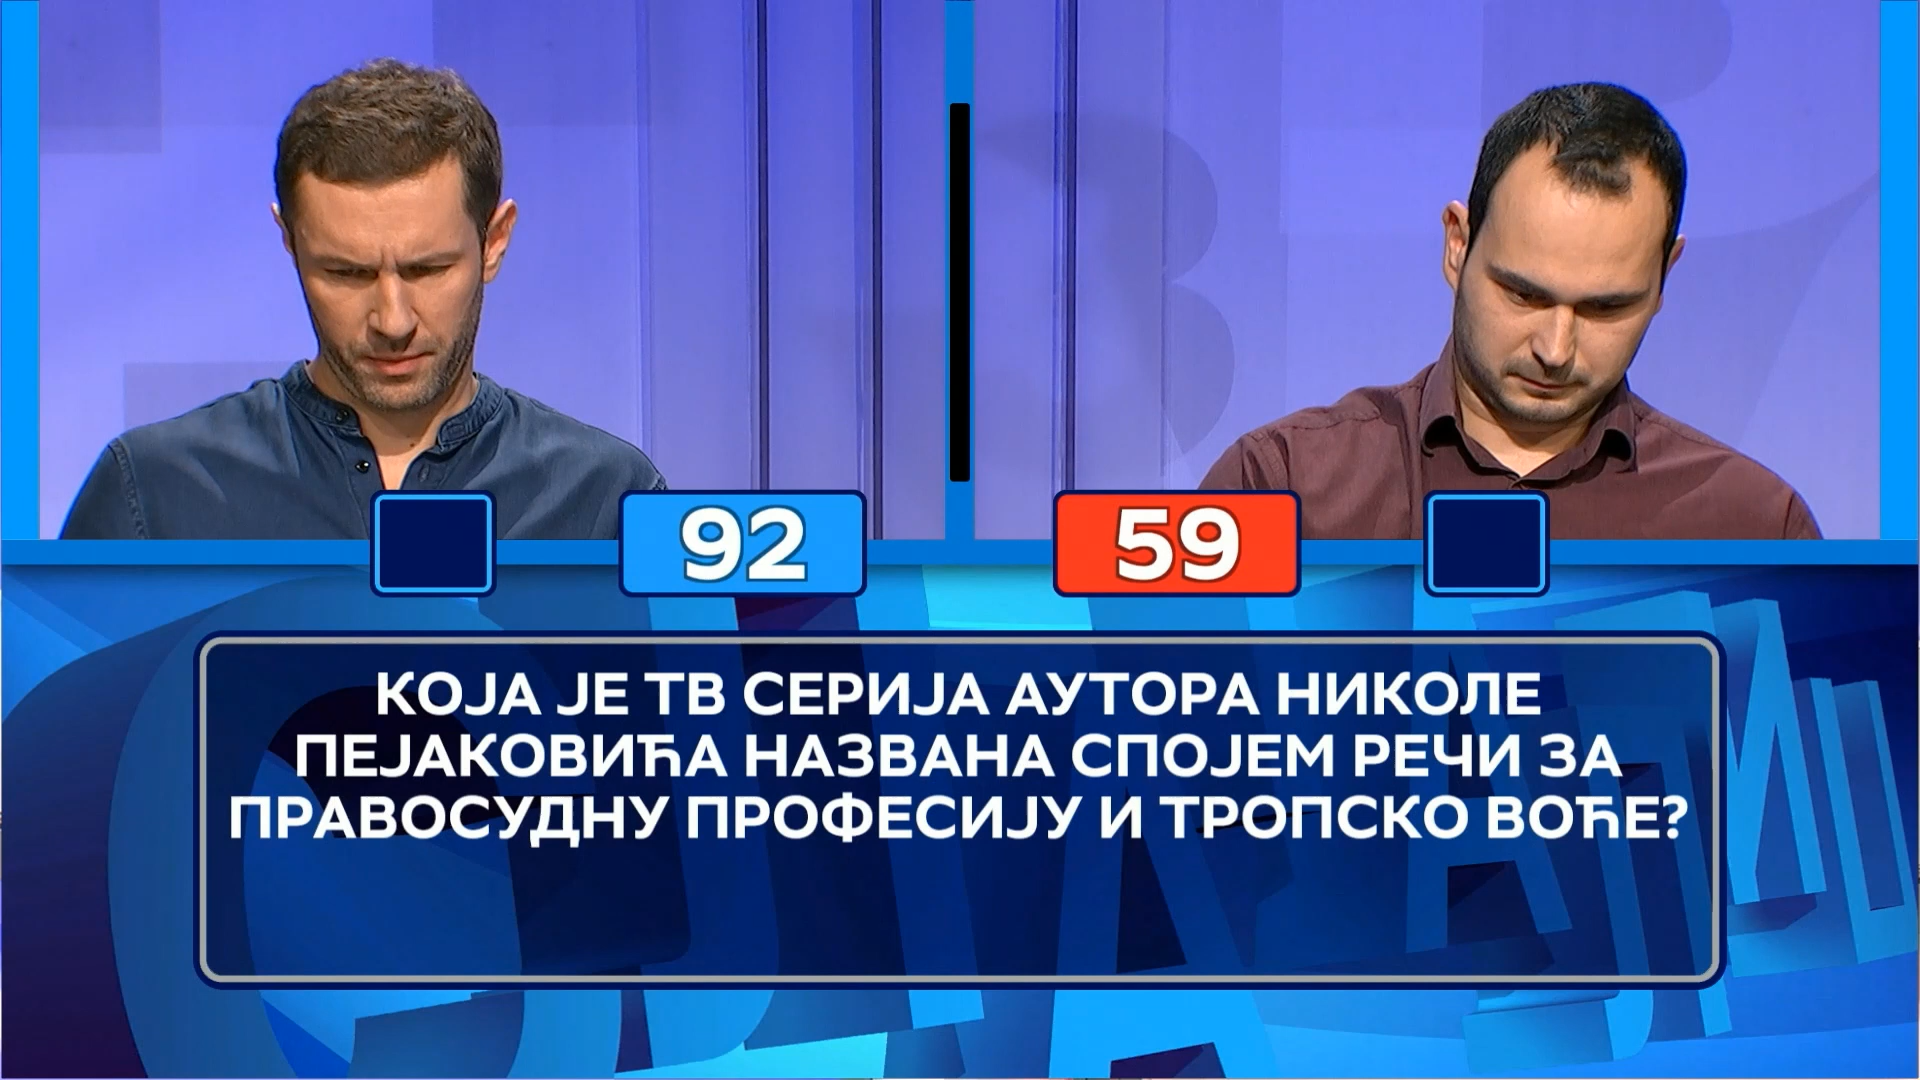 92
59
КОЈА ЈЕ ТВ СЕРИЈА АУТОРА НИКОЛЕ
ПЕЈАКОВИЋА НАЗВАНА СПОЈЕМ РЕЧИ ЗА
ПРАВОСУДНУ ПРОФЕСИЈУ И ТРОПСКО ВОЋЕ?